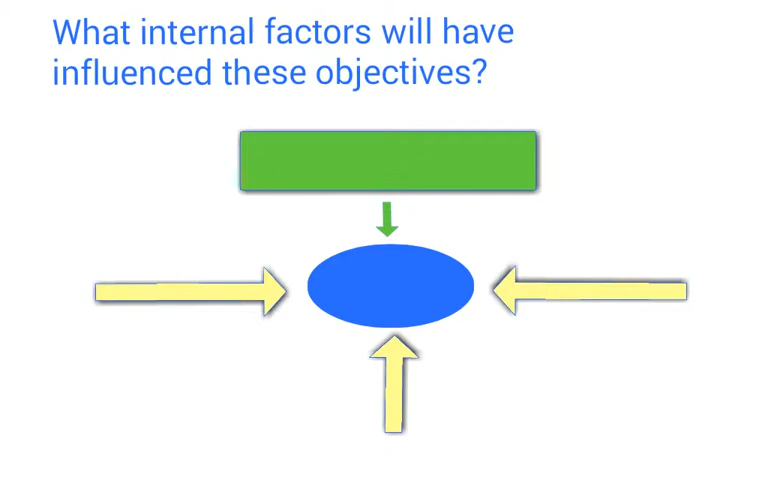 What internal factors will have
influenced these objectives?